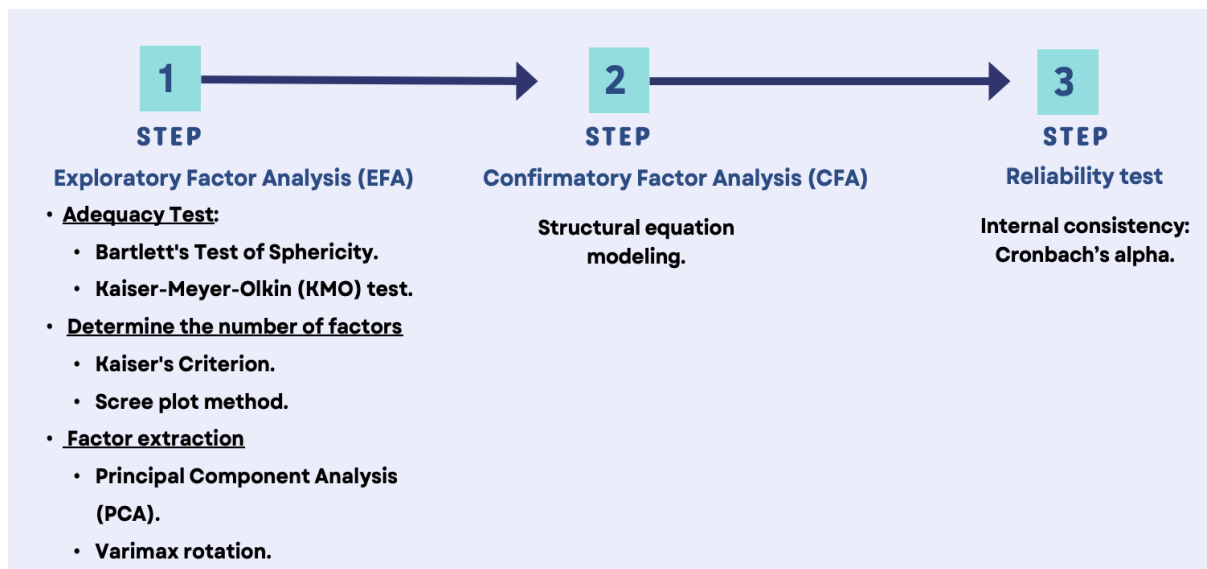 1
STEP
Exploratory Factor Analysis (EFA)
• Adequacy Test:
• Bartlett's Test of Sphericity.
• Kaiser-Meyer-Olkin (KMO) test.
• Determine the number of factors
• Kaiser's Criterion.
• Scree plot method.
• Factor extraction
• Principal Component Analysis
(PCA).
• Varimax rotation.
2
STEP
Confirmatory Factor Analysis (CFA)
Structural equation
modeling.
3
STEP
Reliability test
Internal consistency:
Cronbach’s alpha.